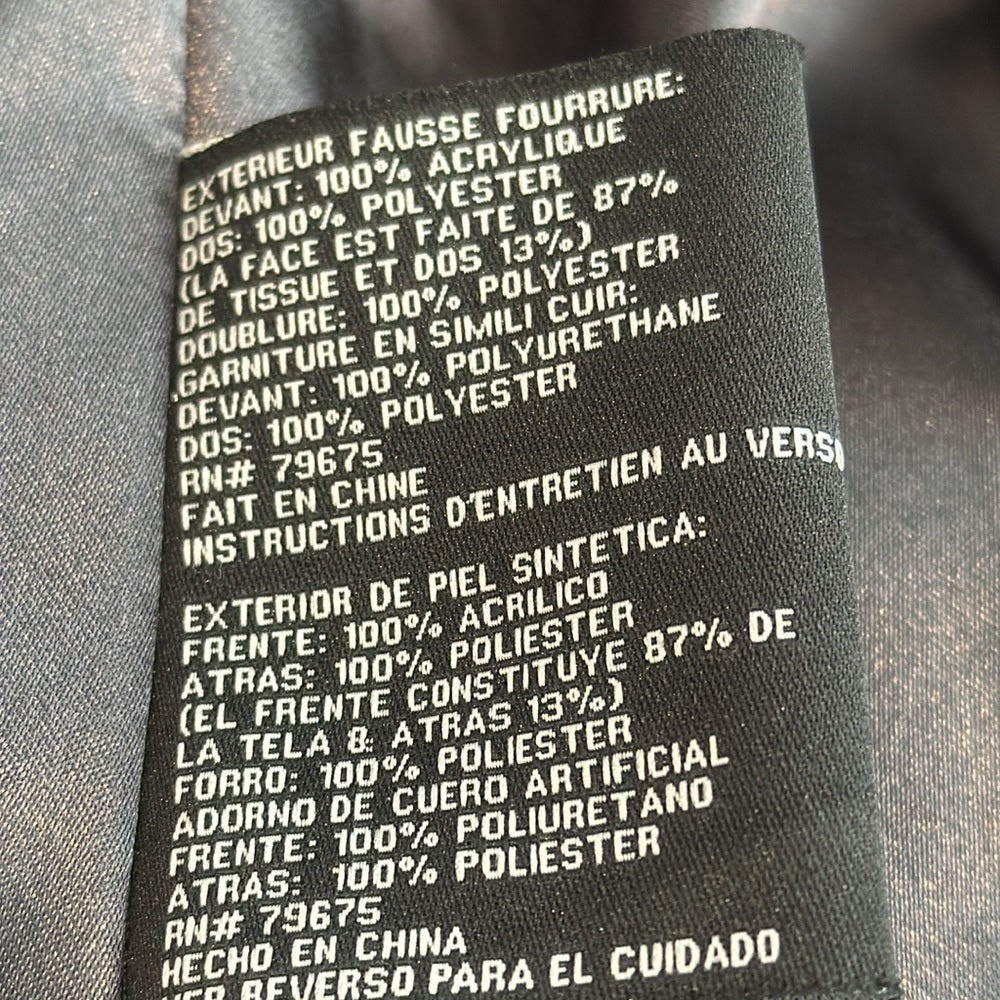 EXTERIEUR FAUSSE FOURRURE:
DEVANT: 100% ACRYLIQUE
DOS: 100% POLYESTER
(LA FACE EST FAITE DE 87%
DE TISSUE ET DOS 13%)
DOUBLURE: 100% POLYESTER
GARNITURE EN SIMILI CUIR:
DEVANT: 100% POLYURETHANE
DOS: 100% POLYESTER
RN# 79675
FAIT EN CHINE
INSTRUCTIONS D'ENTRETIEN AU VERSO
EXTERIOR DE PIEL SINTETICA:
FRENTE: 100% ACRILICO
ATRAS: 100% POLIESTER
(EL FRENTE CONSTITUYE 87% DE
LA TELA & ATRAS 13%)
FORRO: 100% POLIESTER
ADORNO DE CUERO ARTIFICIAL
FRENTE: 100% POLIURETANO
ATRAS: 100% POLIESTER
RN# 79675
HECHO EN CHINA
VER REVERSO PARA EL CUIDADO